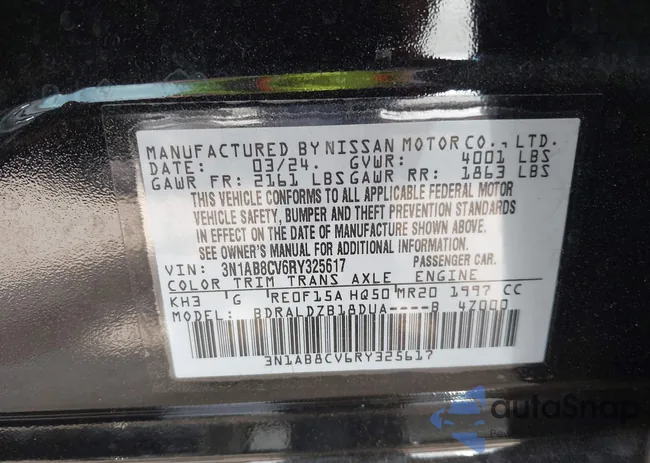 MANUFACTURED BY NISSAN MOTOR CO., LTD.
DATE: 03/24. GVWR: 4001 LBS
GAWR FR: 2161 LBS GAWR RR: 1863 LBS
THIS VEHICLE CONFORMS TO ALL APPLICABLE FEDERAL MOTOR
VEHICLE SAFETY, BUMPER AND THEFT PREVENTION STANDARDS
IN EFFECT ON THE DATE OF MANUFACTURE SHOWN ABOVE.
SEE OWNER'S MANUAL FOR ADDITIONAL INFORMATION.
VIN: 3N1AB8CV6RY325617 PASSENGER CAR.
COLOR TRIM TRANS AXLE ENGINE
KH3 G RE0F15A HQ50 MR20 1997 CC
MODEL: BDRALDZB18DUA----B 47000
3N1AB8CV6RY325617
autoSnap